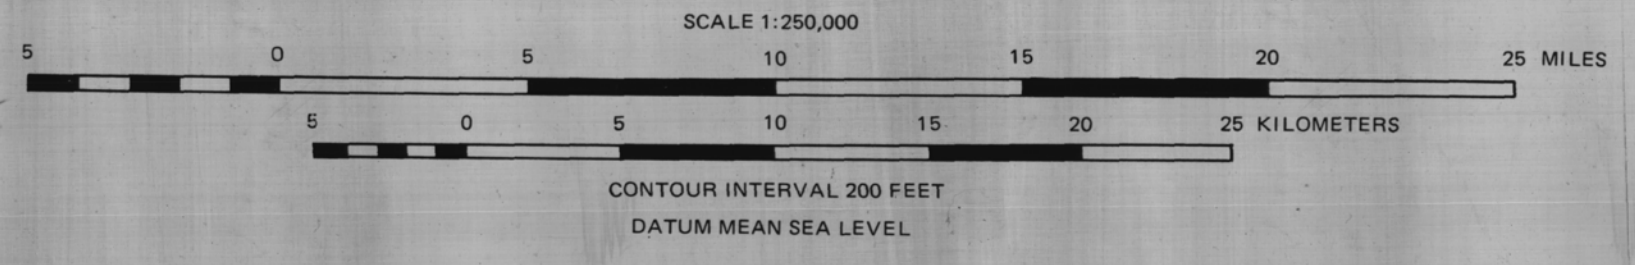 SCALE 1:250,000
5 0 5 10 15 20 25 MILES
5 0 5 10 15 20 25 KILOMETERS
CONTOUR INTERVAL 200 FEET
DATUM MEAN SEA LEVEL